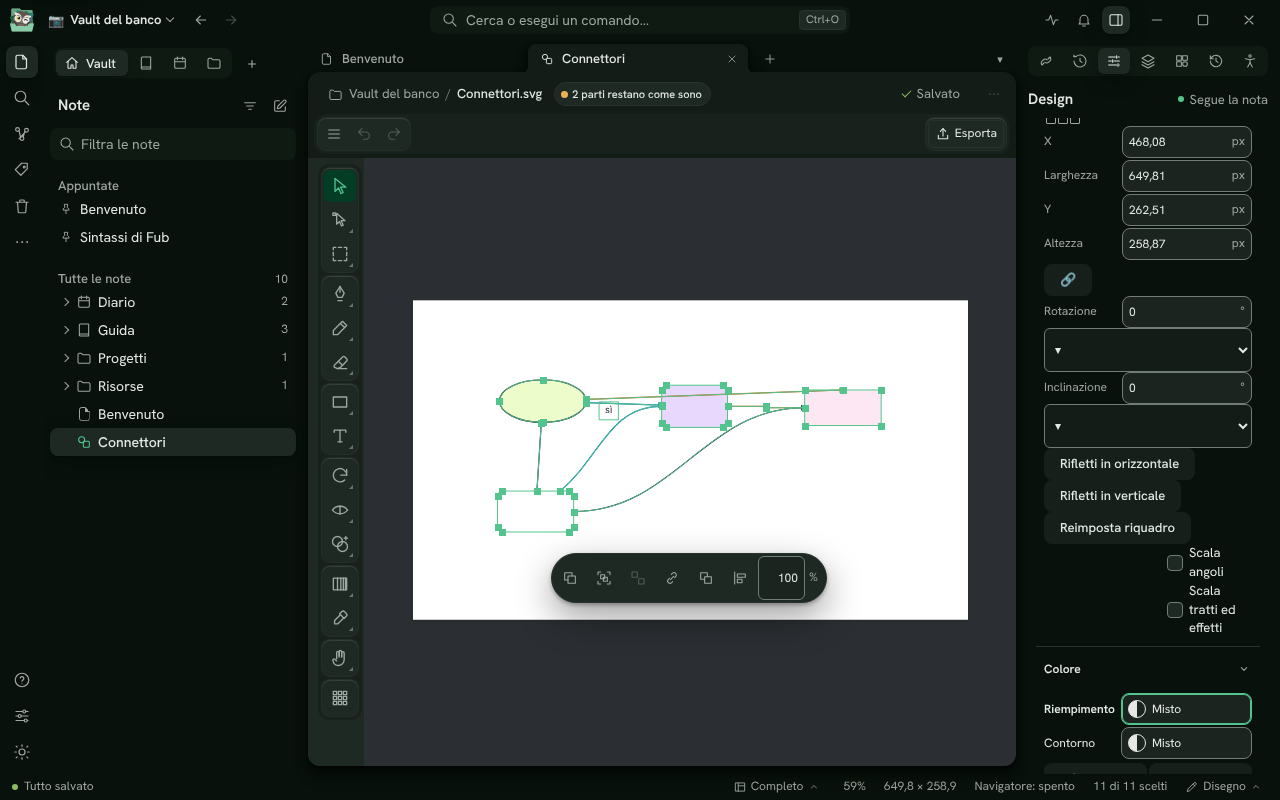 Vault del banco
Cerca o esegui un comando…
Ctrl+O
Vault
Benvenuto
Connettori
Note
Filtra le note
Appuntate
Benvenuto
Sintassi di Fub
Tutte le note 10
Diario 2
Guida 3
Progetti 1
Risorse 1
Benvenuto
Connettori
Vault del banco / Connettori.svg
2 parti restano come sono
Salvato
Esporta
sì
100 %
Design
Segue la nota
X 468,08 px
Larghezza 649,81 px
Y 262,51 px
Altezza 258,87 px
Rotazione 0 °
Inclinazione 0 °
Rifletti in orizzontale
Rifletti in verticale
Reimposta riquadro
Scala
angoli
Scala
tratti ed
effetti
Colore
Riempimento Misto
Contorno Misto
Tutto salvato
Completo
59%
649,8 × 258,9
Navigatore: spento
11 di 11 scelti
Disegno